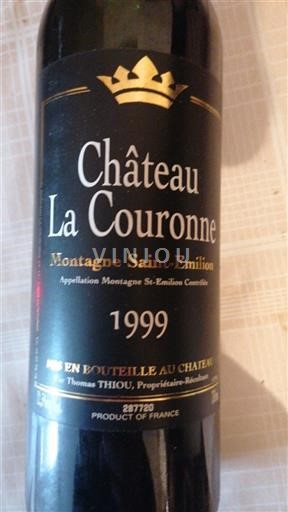 Château
La Couronne
VINIOU
Montagne Saint-Emilion
Appellation Montagne St-Emilion Contrôlée
1999
MIS EN BOUTEILLE AU CHATEAU
Par Thomas THIOU, Propriétaire-Récoltant
287720
PRODUCT OF FRANCE